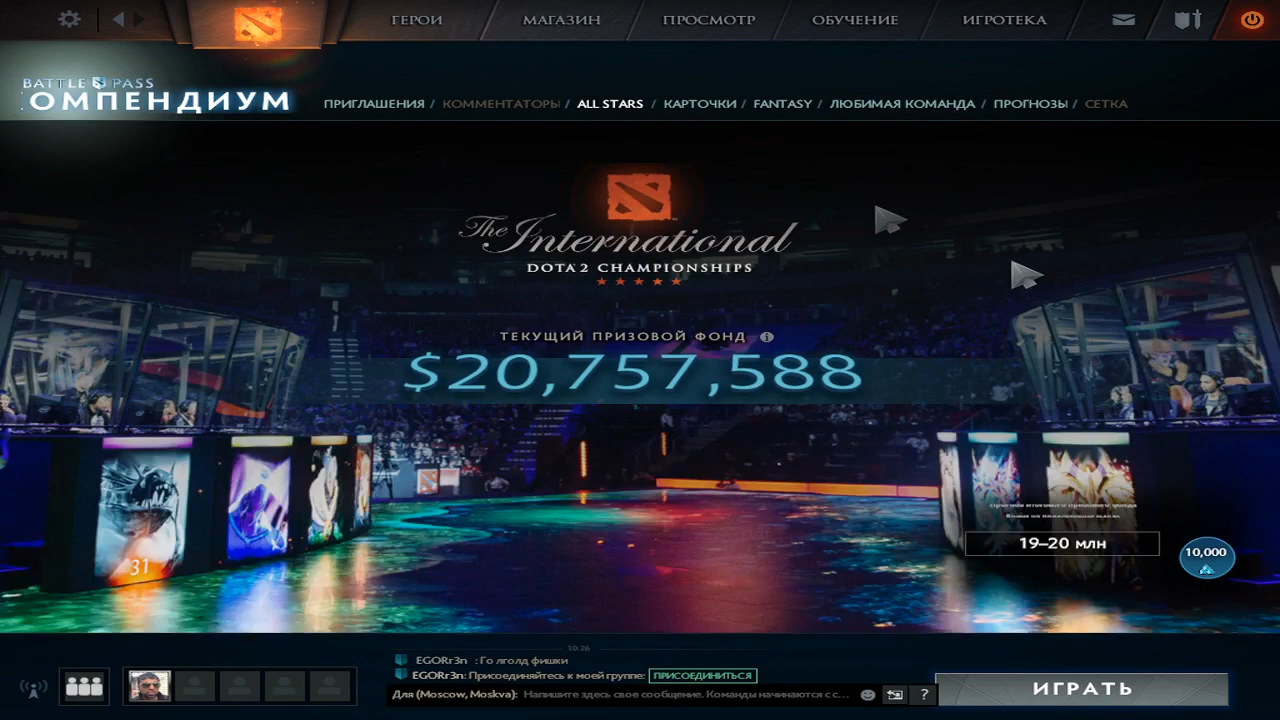 ГЕРОИ
МАГАЗИН
ПРОСМОТР
ОБУЧЕНИЕ
ИГРОТЕКА
BATTLE PASS
ОМПЕНДИУМ
ПРИГЛАШЕНИЯ / КОММЕНТАТОРЫ / ALL STARS / КАРТОЧКИ / FANTASY / ЛЮБИМАЯ КОМАНДА / ПРОГНОЗЫ / СЕТКА
The International
DOTA 2 CHAMPIONSHIPS
ТЕКУЩИЙ ПРИЗОВОЙ ФОНД
$20,757,588
31
19–20 млн
10,000
10:26
EGORr3n : Го лголд фишки
EGORr3n: Присоединяйтесь к моей группе: ПРИСОЕДИНИТЬСЯ
Для (Moscow, Moskva): Напишите здесь свое сообщение. Команды начинаются с с...
?
ИГРАТЬ